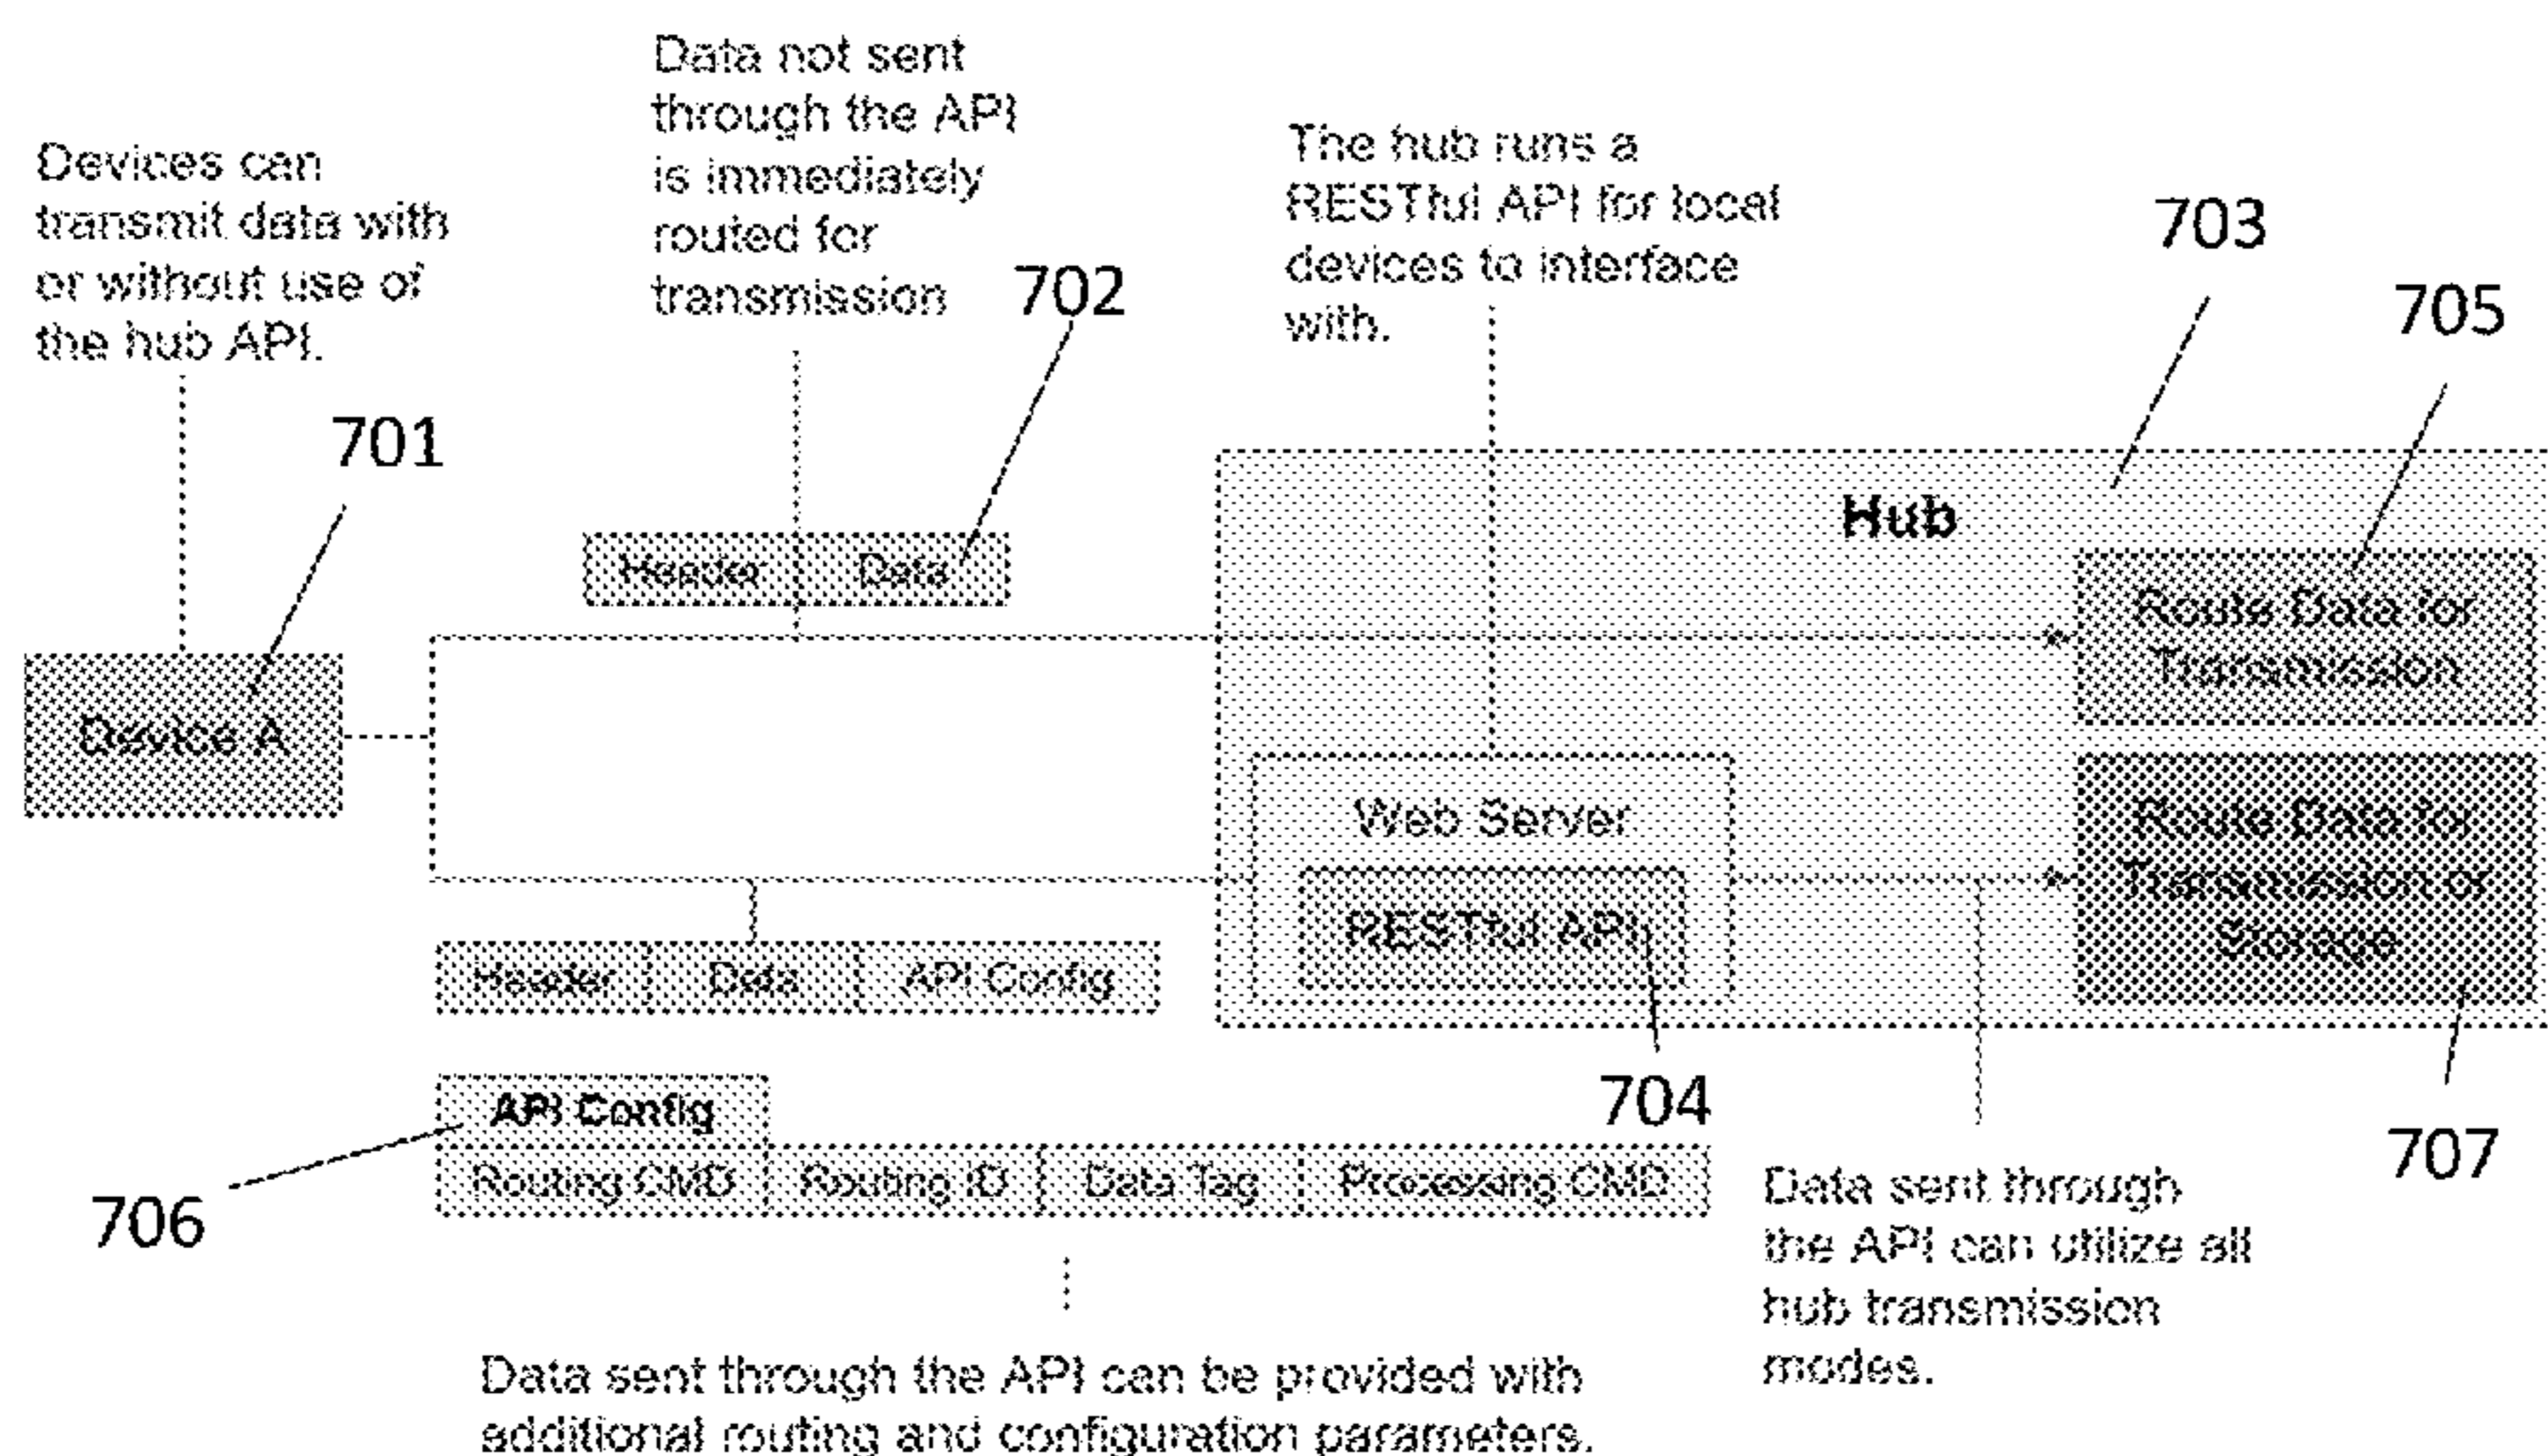 Data not sent
through the API
is immediately
routed for
transmission
702
Devices can
transmit data with
or without use of
the hub API.
701
The hub runs a
RESTful API for local
devices to interface
with.
703
705
Hub
Header Data
Route Data for
Transmission
Device A
Web Server
RESTful API
Route Data for
Transmission or
Storage
Header Data API Config
704
707
API Config
Routing CMD Routing ID Data Tag Processing CMD
706
Data sent through
the API can utilize all
hub transmission
modes.
Data sent through the API can be provided with
additional routing and configuration parameters.